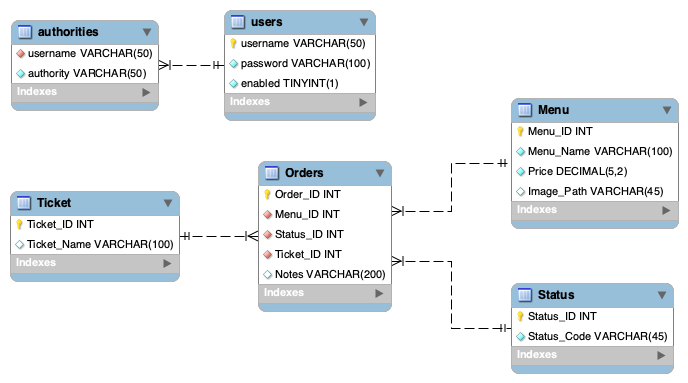 authorities
username VARCHAR(50)
authority VARCHAR(50)
Indexes
users
username VARCHAR(50)
password VARCHAR(100)
enabled TINYINT(1)
Indexes
Menu
Menu_ID INT
Menu_Name VARCHAR(100)
Price DECIMAL(5,2)
Image_Path VARCHAR(45)
Indexes
Ticket
Ticket_ID INT
Ticket_Name VARCHAR(100)
Indexes
Orders
Order_ID INT
Menu_ID INT
Status_ID INT
Ticket_ID INT
Notes VARCHAR(200)
Indexes
Status
Status_ID INT
Status_Code VARCHAR(45)
Indexes